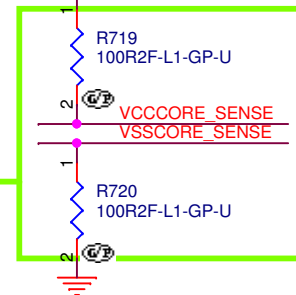 1
R719
100R2F-L1-GP-U
2
G/P
VCCCORE_SENSE
VSSCORE_SENSE
1
R720
100R2F-L1-GP-U
2
G/P